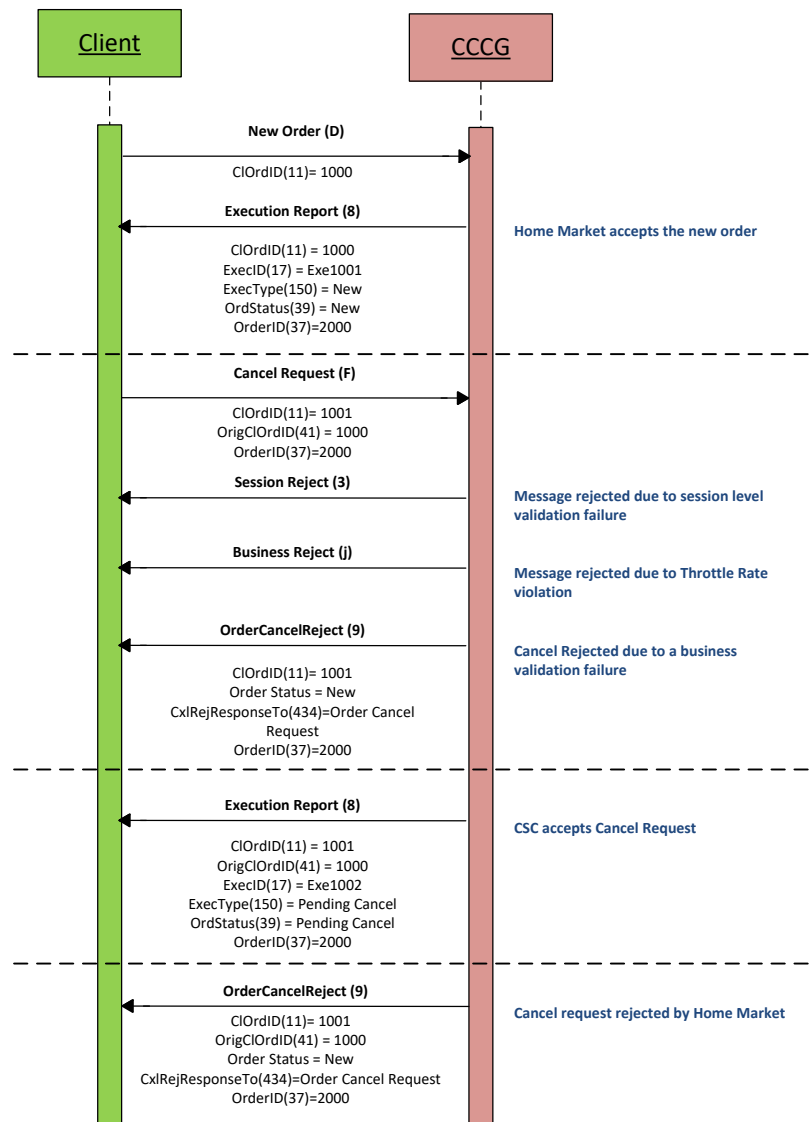 Client
CCCG
New Order (D)
ClOrdID(11)= 1000
Execution Report (8)
Home Market accepts the new order
ClOrdID(11) = 1000
ExecID(17) = Exe1001
ExecType(150) = New
OrdStatus(39) = New
OrderID(37)=2000
Cancel Request (F)
ClOrdID(11)= 1001
OrigClOrdID(41) = 1000
OrderID(37)=2000
Session Reject (3)
Message rejected due to session level
validation failure
Business Reject (j)
Message rejected due to Throttle Rate
violation
OrderCancelReject (9)
Cancel Rejected due to a business
validation failure
ClOrdID(11)= 1001
Order Status = New
CxlRejResponseTo(434)=Order Cancel
Request
OrderID(37)=2000
Execution Report (8)
CSC accepts Cancel Request
ClOrdID(11)= 1001
OrigClOrdID(41) = 1000
ExecID(17) = Exe1002
ExecType(150) = Pending Cancel
OrdStatus(39) = Pending Cancel
OrderID(37)=2000
OrderCancelReject (9)
Cancel request rejected by Home Market
ClOrdID(11)= 1001
OrigClOrdID(41) = 1000
Order Status = New
CxlRejResponseTo(434)=Order Cancel Request
OrderID(37)=2000